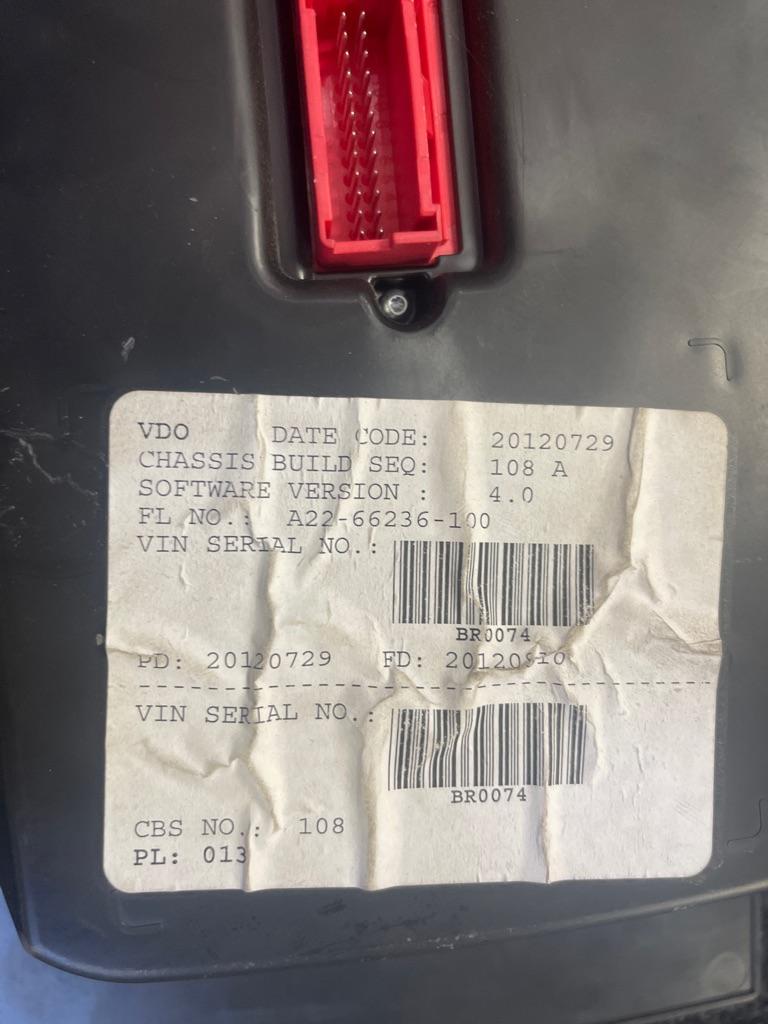 VDO DATE CODE: 20120729
CHASSIS BUILD SEQ: 108 A
SOFTWARE VERSION : 4.0
FL NO.: A22-66236-100
VIN SERIAL NO.:
BR0074
PD: 20120729 FD:
VIN SERIAL NO.:
BR0074
CBS NO.: 108
PL: 013